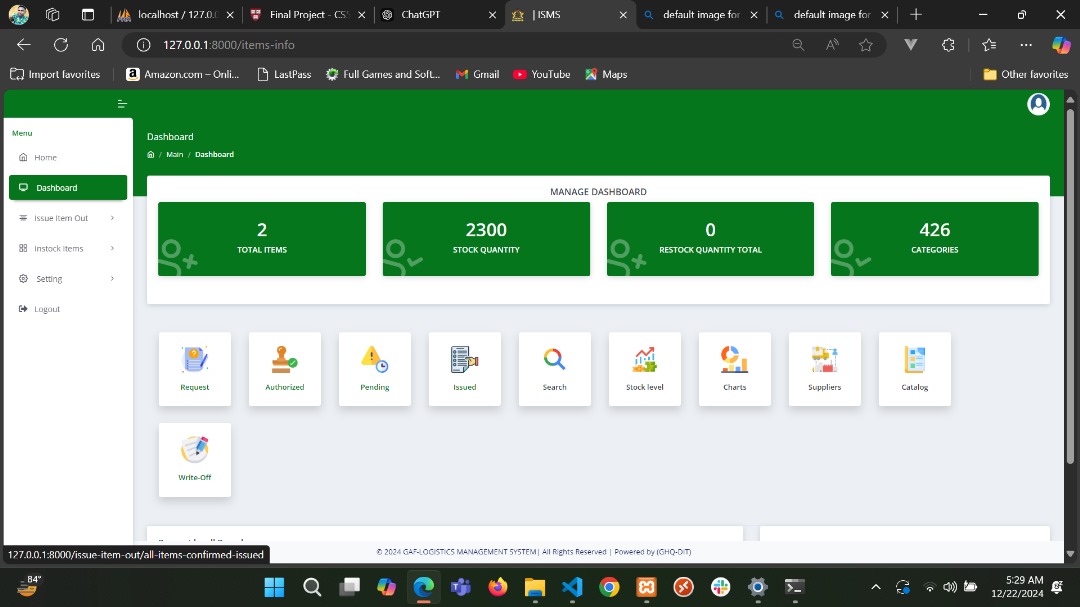 localhost / 127.0.
Final Project - CS5
ChatGPT
| ISMS
default image for
default image for
127.0.0.1:8000/items-info
Import favorites
Amazon.com – Onli...
LastPass
Full Games and Soft...
Gmail
YouTube
Maps
Other favorites
Menu
Home
Dashboard
Issue Item Out
Instock Items
Setting
Logout
Dashboard
Main / Dashboard
MANAGE DASHBOARD
2
TOTAL ITEMS
2300
STOCK QUANTITY
0
RESTOCK QUANTITY TOTAL
426
CATEGORIES
Request
Authorized
Pending
Issued
Search
Stock level
Charts
Suppliers
Catalog
Write-Off
127.0.0.1:8000/issue-item-out/all-items-confirmed-issued
© 2024 GAF-LOGISTICS MANAGEMENT SYSTEM| All Rights Reserved | Powered by (GHQ-DIT)
84°
5:29 AM
12/22/2024